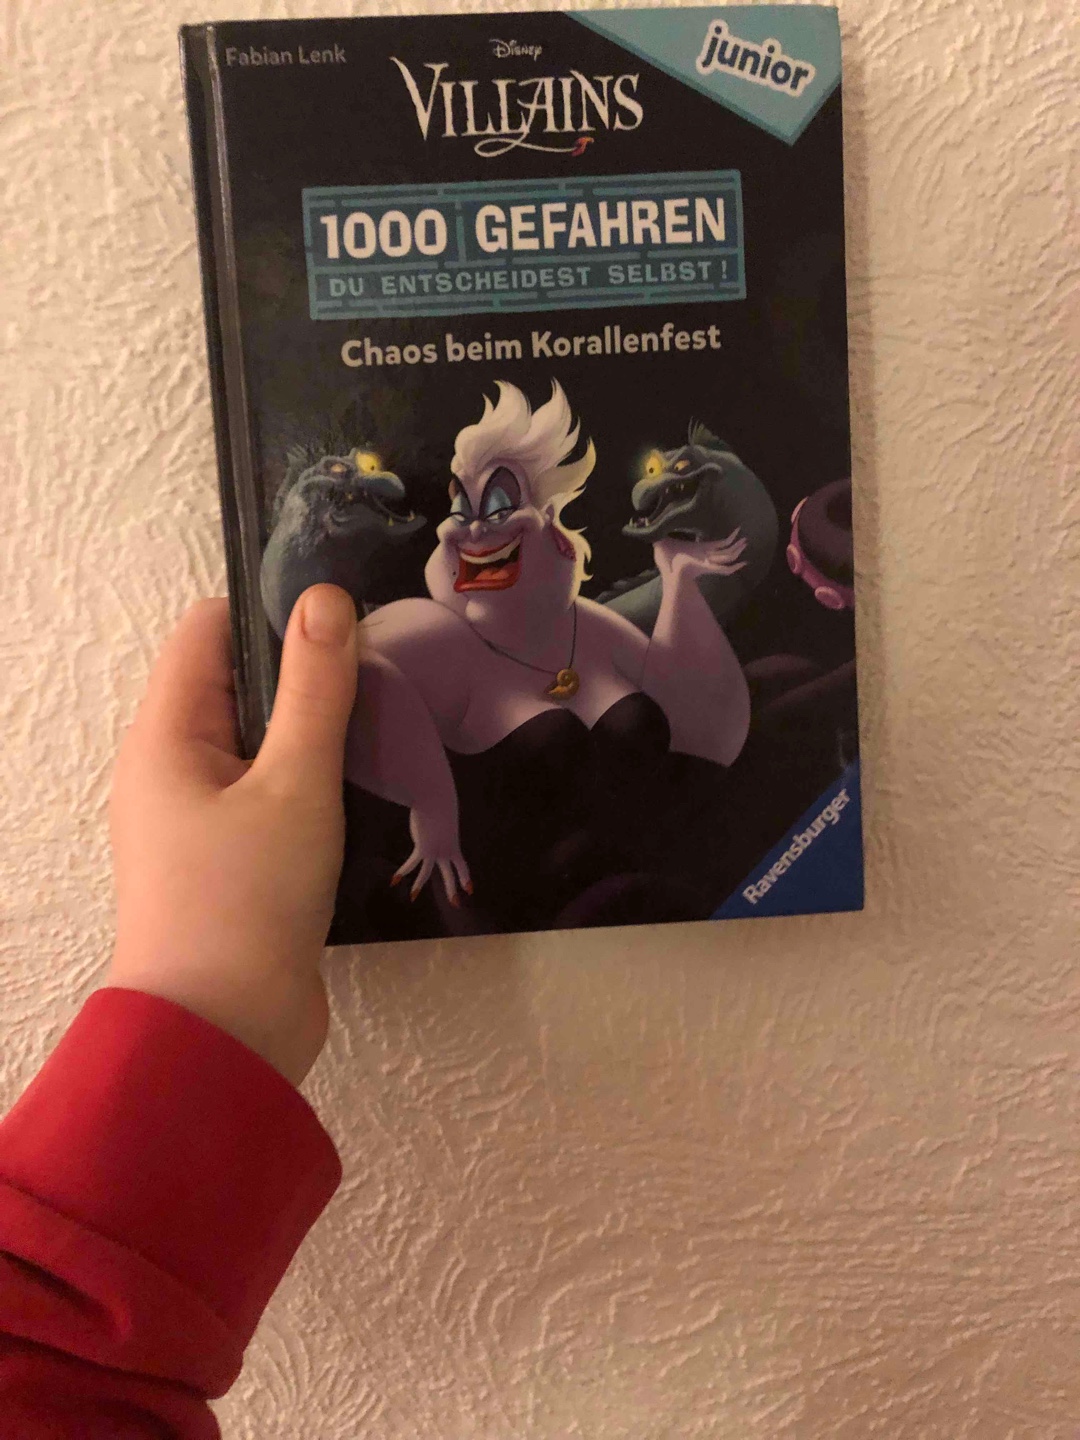 Fabian Lenk
Disney
VILLAINS
junior
1000 GEFAHREN
DU ENTSCHEIDEST SELBST!
Chaos beim Korallenfest
Ravensburger